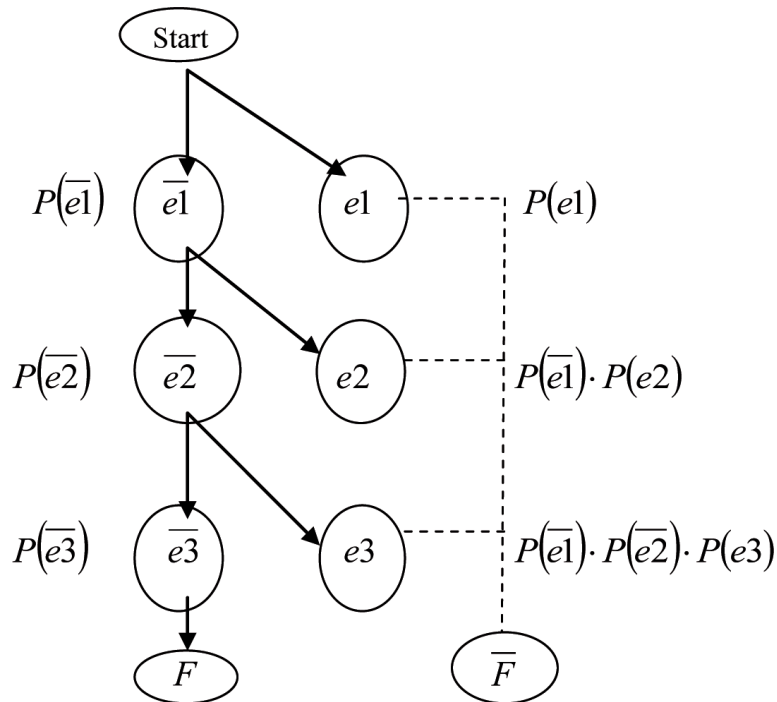 Start
P(e̅1̅) e̅1̅ e1 P(e1)
P(e̅2̅) e̅2̅ e2 P(e̅1̅)·P(e2)
P(e̅3̅) e̅3̅ e3 P(e̅1̅)·P(e̅2̅)·P(e3)
F F̅